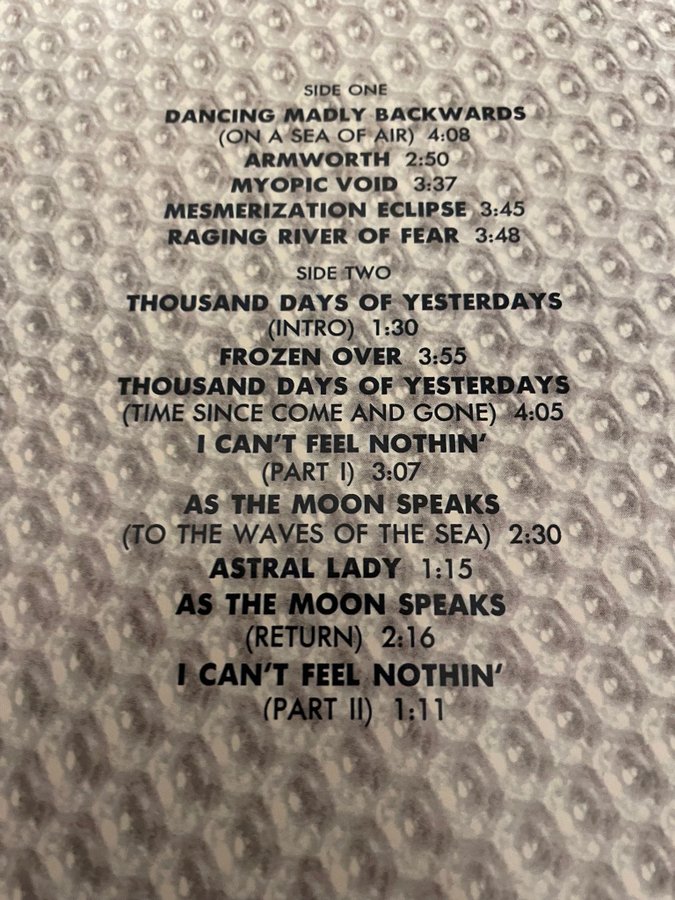 SIDE ONE
DANCING MADLY BACKWARDS
(ON A SEA OF AIR) 4:08
ARMWORTH 2:50
MYOPIC VOID 3:37
MESMERIZATION ECLIPSE 3:45
RAGING RIVER OF FEAR 3:48
SIDE TWO
THOUSAND DAYS OF YESTERDAYS
(INTRO) 1:30
FROZEN OVER 3:55
THOUSAND DAYS OF YESTERDAYS
(TIME SINCE COME AND GONE) 4:05
I CAN'T FEEL NOTHIN'
(PART I) 3:07
AS THE MOON SPEAKS
(TO THE WAVES OF THE SEA) 2:30
ASTRAL LADY 1:15
AS THE MOON SPEAKS
(RETURN) 2:16
I CAN'T FEEL NOTHIN'
(PART II) 1:11